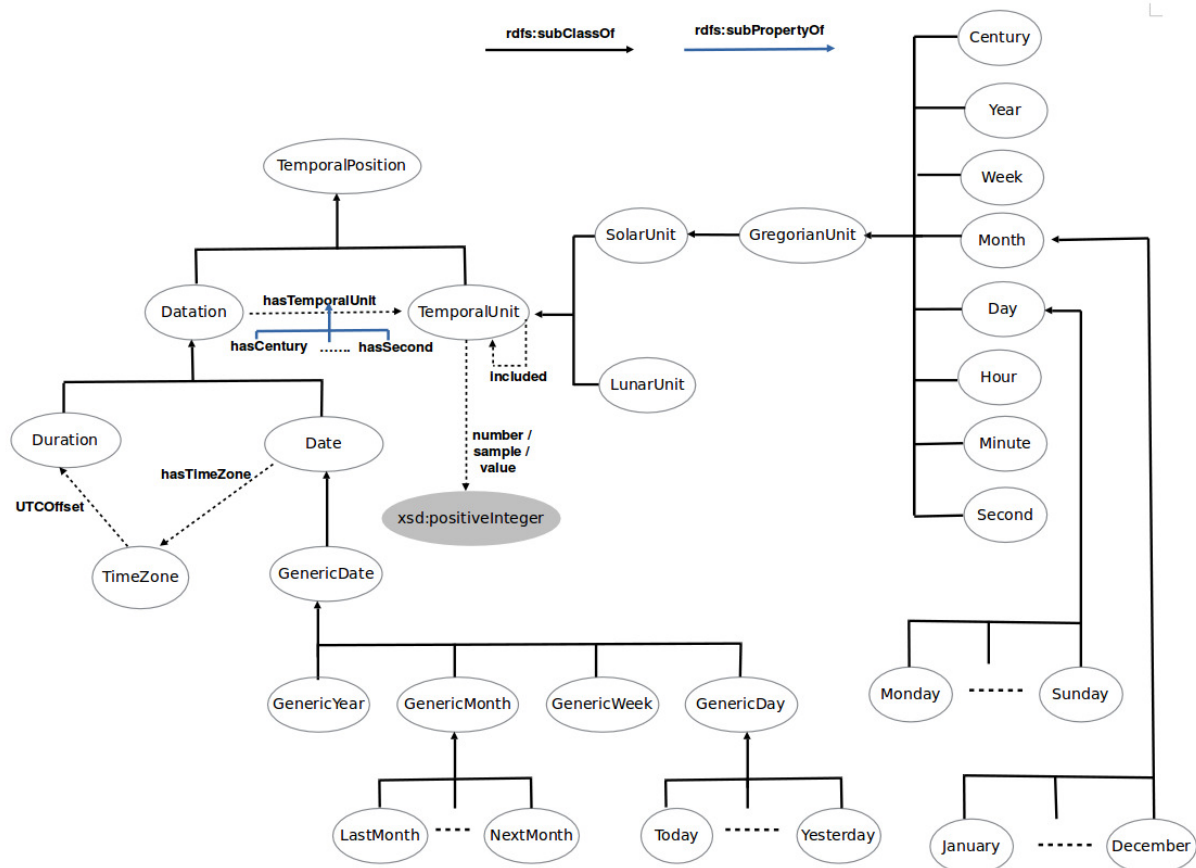 rdfs:subClassOf
rdfs:subPropertyOf
Century
Year
TemporalPosition
Week
SolarUnit
GregorianUnit
Month
Datation
hasTemporalUnit
TemporalUnit
Day
hasCentury
.......
hasSecond
included
LunarUnit
Hour
Duration
Date
number /
sample /
value
Minute
hasTimeZone
UTCOffset
xsd:positiveInteger
Second
TimeZone
GenericDate
GenericYear
GenericMonth
GenericWeek
GenericDay
Monday
Sunday
LastMonth
NextMonth
Today
Yesterday
January
December